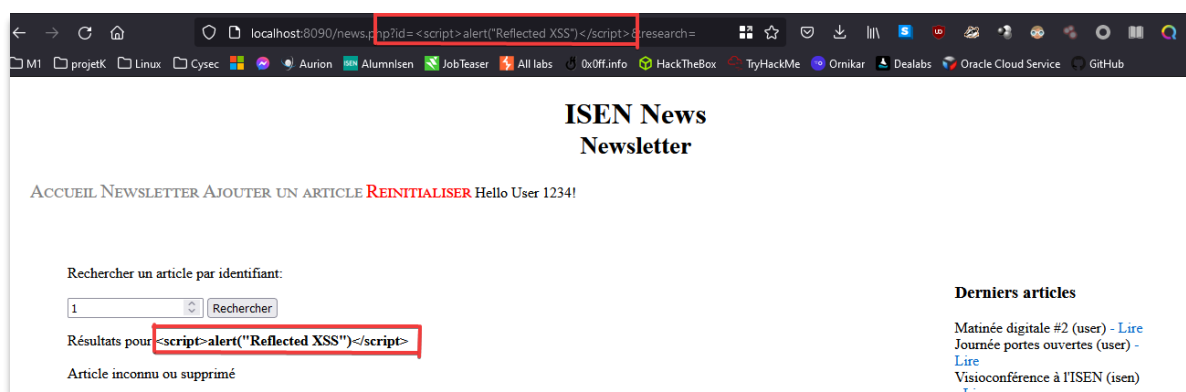 localhost:8090/news.php?id=<script>alert("Reflected XSS")</script>&research=
M1 projetK Linux Cysec Aurion AlumnIsen JobTeaser All labs 0x0ff.info HackTheBox TryHackMe Ornikar Dealabs Oracle Cloud Service GitHub
ISEN News
Newsletter
ACCUEIL NEWSLETTER AJOUTER UN ARTICLE REINITIALISER Hello User 1234!
Rechercher un article par identifiant:
1 Rechercher
Résultats pour <script>alert("Reflected XSS")</script>
Article inconnu ou supprimé
Derniers articles
Matinée digitale #2 (user) - Lire
Journée portes ouvertes (user) -
Lire
Visioconférence à l'ISEN (isen)